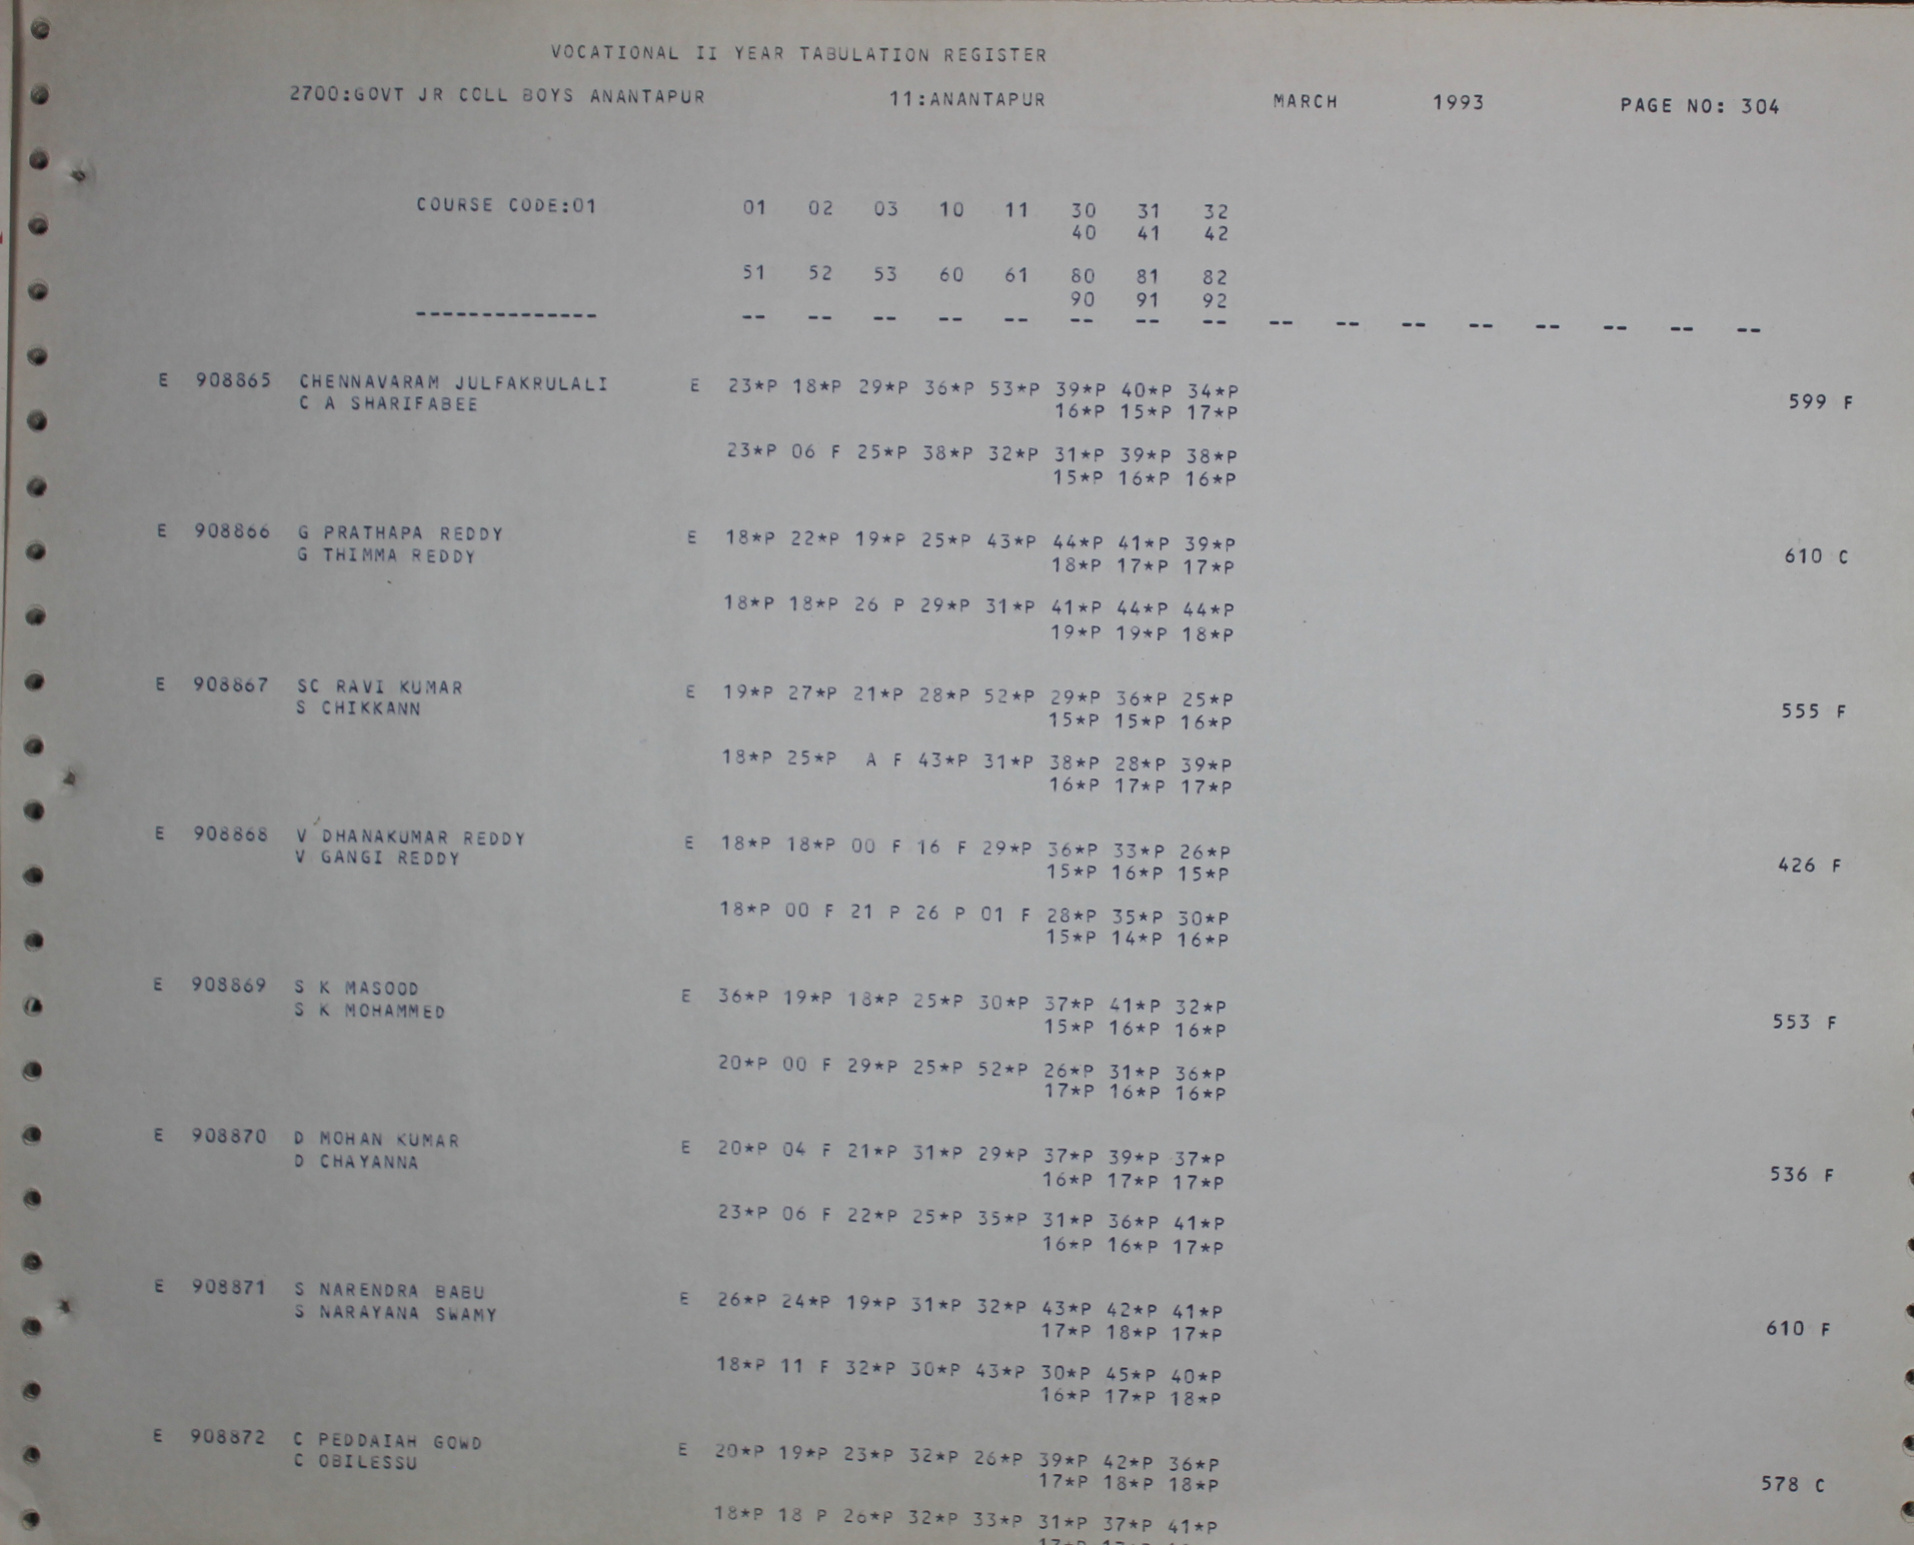 VOCATIONAL II YEAR TABULATION REGISTER
2700:GOVT JR COLL BOYS ANANTAPUR 11:ANANTAPUR MARCH 1993 PAGE NO: 304
COURSE CODE:01 01 02 03 10 11 30 31 32
40 41 42
51 52 53 60 61 80 81 82
90 91 92
-------------- -- -- -- -- -- -- -- -- -- -- -- -- -- -- -- --
E 908865 CHENNAVARAM JULFAKRULALI E 23*P 18*P 29*P 36*P 53*P 39*P 40*P 34*P
C A SHARIFABEE 16*P 15*P 17*P 599 F
23*P 06 F 25*P 38*P 32*P 31*P 39*P 38*P
15*P 16*P 16*P
E 908866 G PRATHAPA REDDY E 18*P 22*P 19*P 25*P 43*P 44*P 41*P 39*P
G THIMMA REDDY 18*P 17*P 17*P 610 C
18*P 18*P 26 P 29*P 31*P 41*P 44*P 44*P
19*P 19*P 18*P
E 908867 SC RAVI KUMAR E 19*P 27*P 21*P 28*P 52*P 29*P 36*P 25*P
S CHIKKANN 15*P 15*P 16*P 555 F
18*P 25*P A F 43*P 31*P 38*P 28*P 39*P
16*P 17*P 17*P
E 908868 V DHANAKUMAR REDDY E 18*P 18*P 00 F 16 F 29*P 36*P 33*P 26*P
V GANGI REDDY 15*P 16*P 15*P 426 F
18*P 00 F 21 P 26 P 01 F 28*P 35*P 30*P
15*P 14*P 16*P
E 908869 S K MASOOD E 36*P 19*P 18*P 25*P 30*P 37*P 41*P 32*P
S K MOHAMMED 15*P 16*P 16*P 553 F
20*P 00 F 29*P 25*P 52*P 26*P 31*P 36*P
17*P 16*P 16*P
E 908870 D MOHAN KUMAR E 20*P 04 F 21*P 31*P 29*P 37*P 39*P 37*P
D CHAYANNA 16*P 17*P 17*P 536 F
23*P 06 F 22*P 25*P 35*P 31*P 36*P 41*P
16*P 16*P 17*P
E 908871 S NARENDRA BABU E 26*P 24*P 19*P 31*P 32*P 43*P 42*P 41*P
S NARAYANA SWAMY 17*P 18*P 17*P 610 F
18*P 11 F 32*P 30*P 43*P 30*P 45*P 40*P
16*P 17*P 18*P
E 908872 C PEDDAIAH GOWD E 20*P 19*P 23*P 32*P 26*P 39*P 42*P 36*P
C OBILESSU 17*P 18*P 18*P 578 C
18*P 18 P 26*P 32*P 33*P 31*P 37*P 41*P